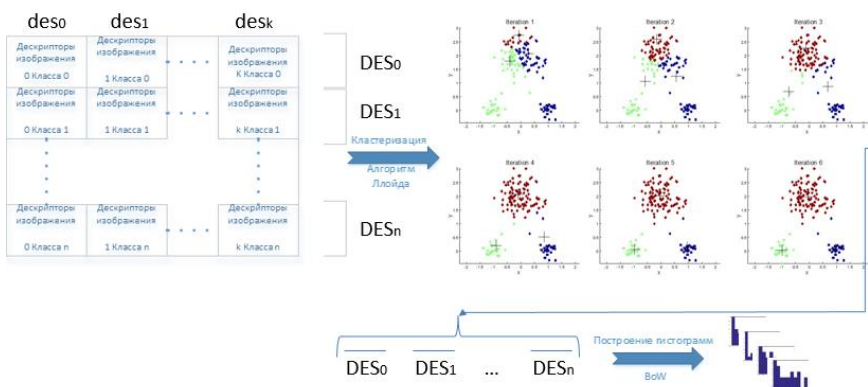 des0 des1 desk
Дескрипторы изображения 0 Класса 0
Дескрипторы изображения 1 Класса 0
Дескрипторы изображения K Класса 0
Дескрипторы изображения 0 Класса 1
Дескрипторы изображения 1 Класса 1
Дескрипторы изображения k Класса 1
Дескрипторы изображения 0 Класса n
Дескрипторы изображения 1 Класса n
Дескрипторы изображения k Класса n
DES0
DES1
DESn
Кластеризация
Алгоритм
Ллойда
Iteration 1
Iteration 2
Iteration 3
Iteration 4
Iteration 5
Iteration 6
DES0 DES1 ... DESn
Построение гистограмм
BoW